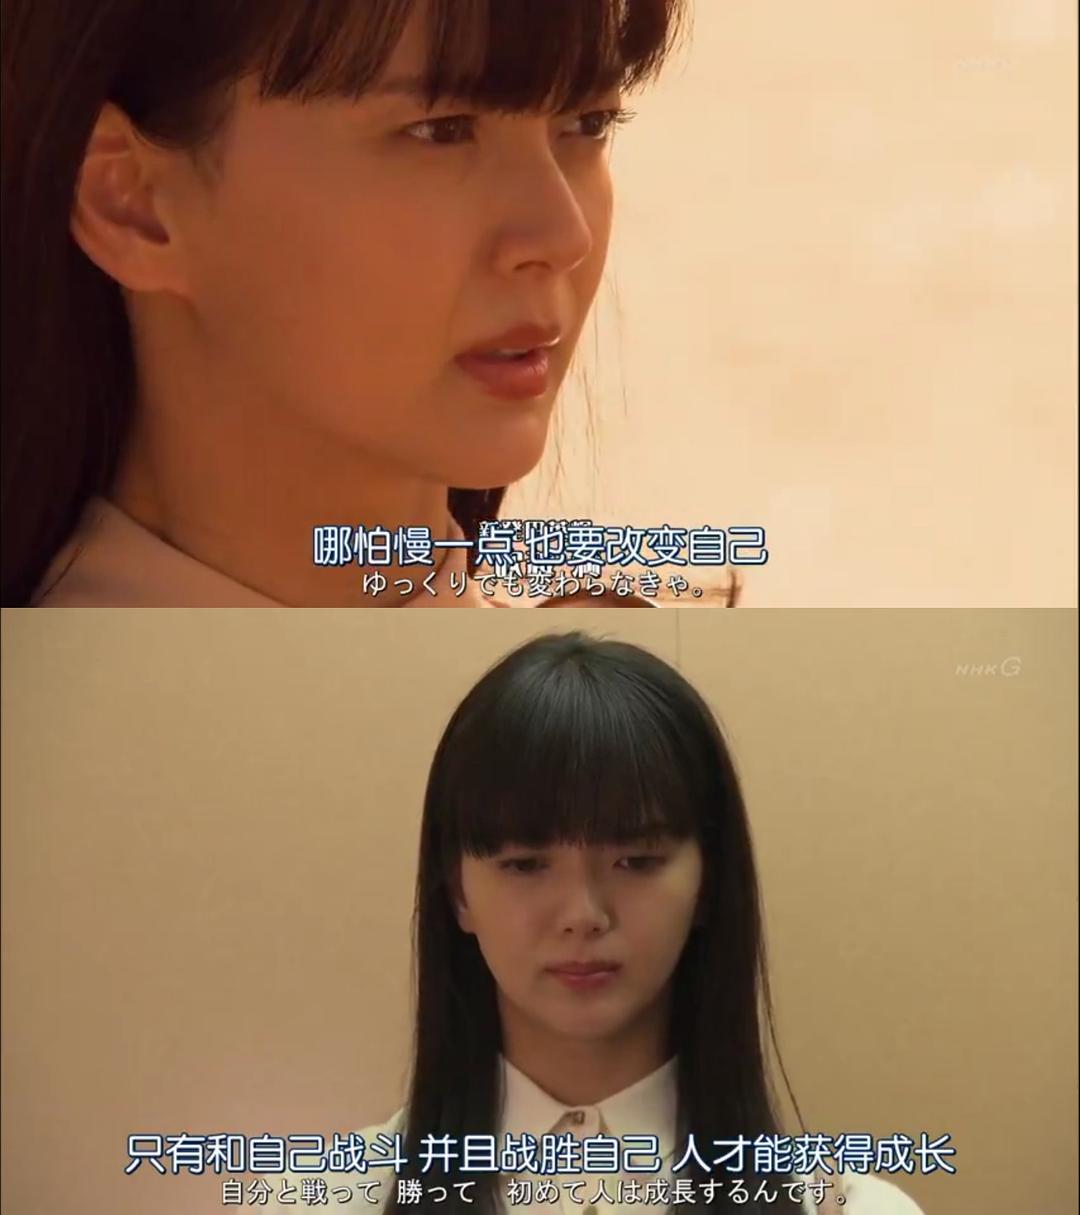 哪怕慢一点 也要改变自己
ゆっくりでも変わらなきゃ。
NHKG
只有和自己战斗 并且战胜自己 人才能获得成长
自分と戦って 勝って 初めて人は成長するんです。